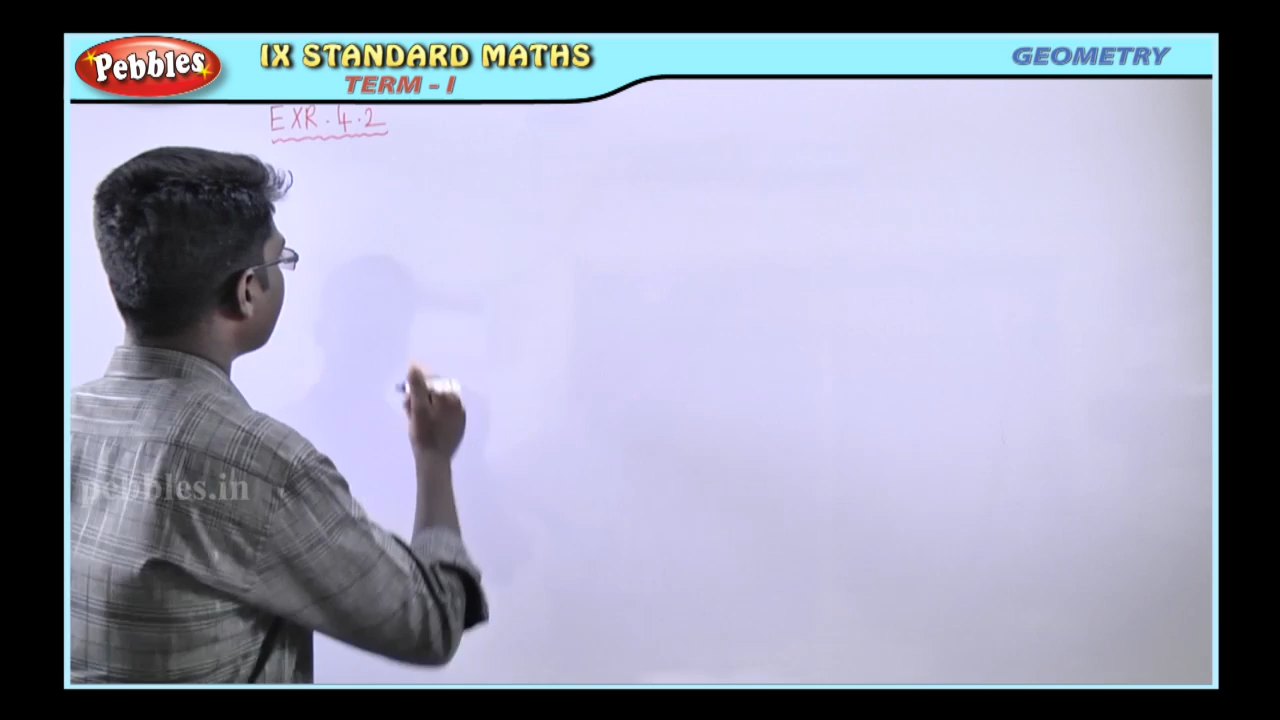 Pebbles
IX STANDARD MATHS
TERM - I
GEOMETRY
EXR. 4.2
pebbles.in